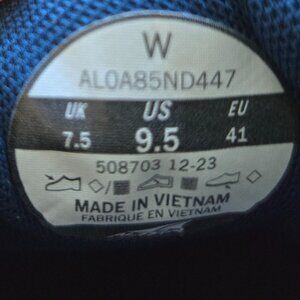 W
AL0A85ND447
UK US EU
7.5 9.5 41
508703 12-23
MADE IN VIETNAM
FABRIQUE EN VIETNAM